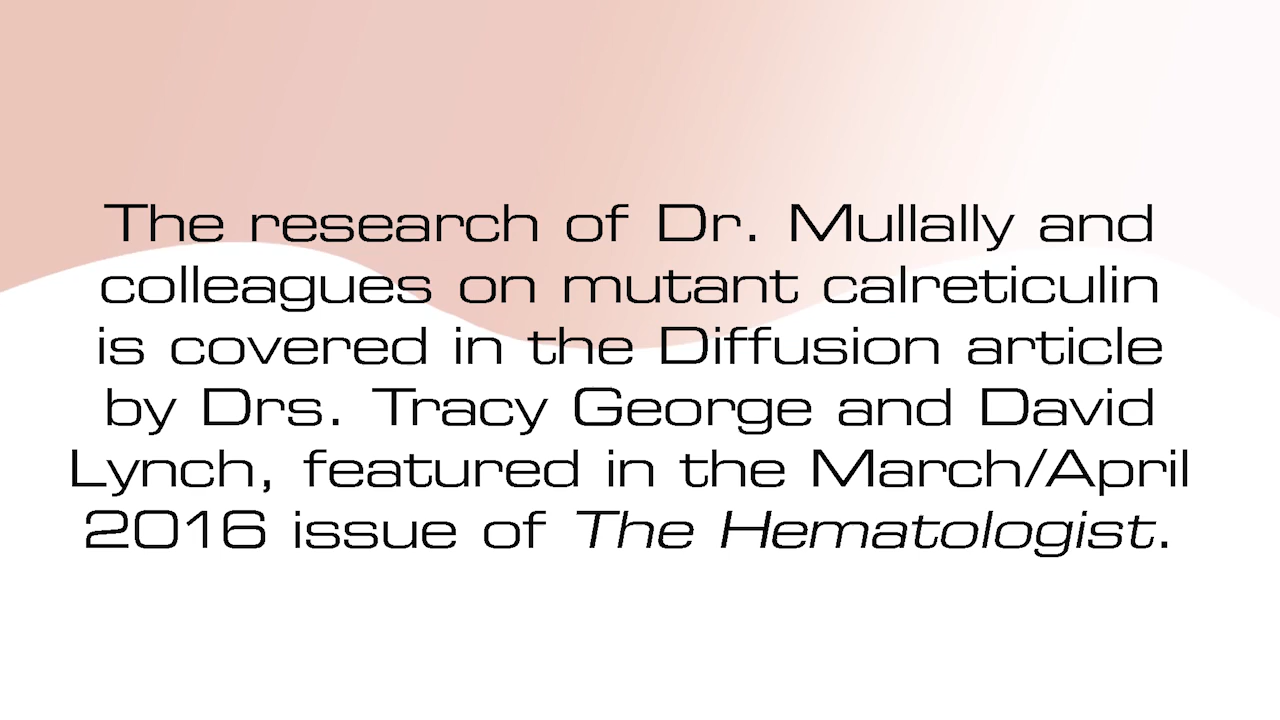 The research of Dr. Mullally and
colleagues on mutant calreticulin
is covered in the Diffusion article
by Drs. Tracy George and David
Lynch, featured in the March/April
2016 issue of The Hematologist.